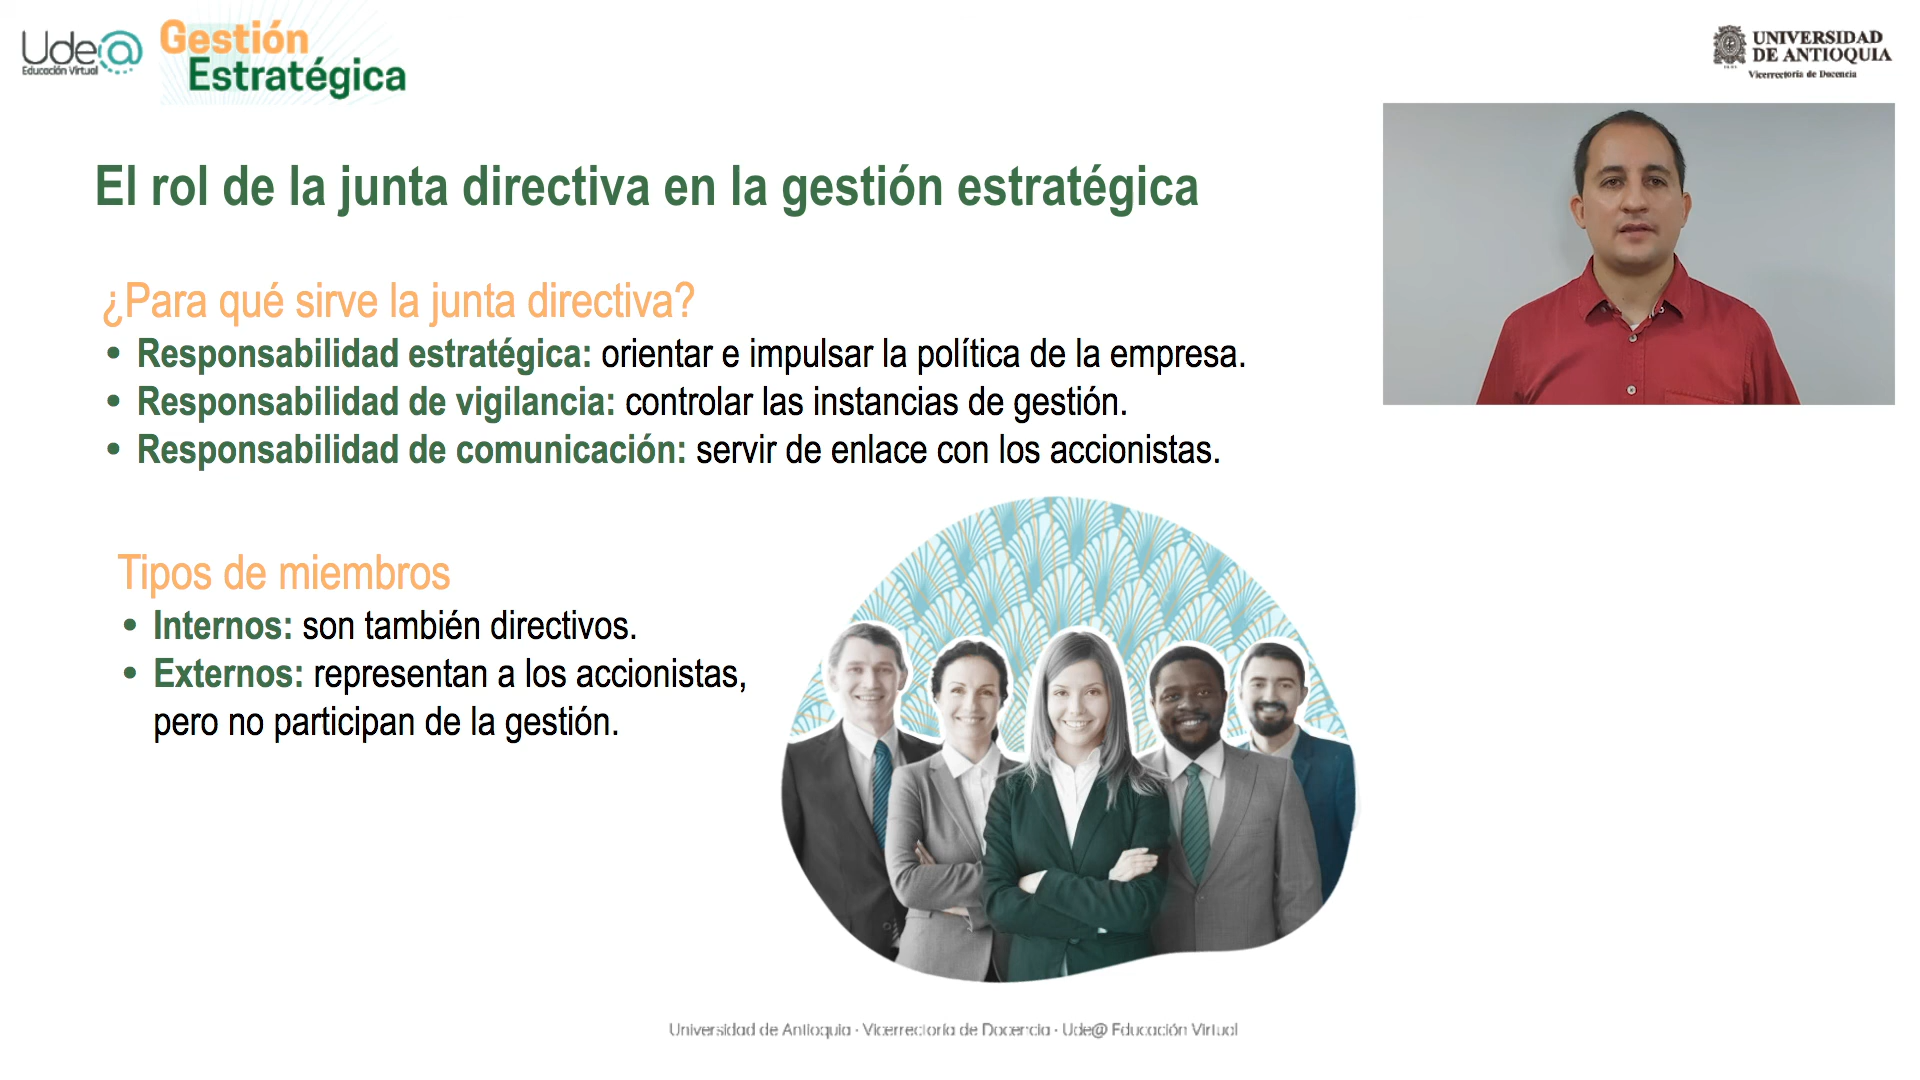 Ude@
Educación Virtual
Gestión
Estratégica
UNIVERSIDAD
DE ANTIOQUIA
Vicerrectoría de Docencia
El rol de la junta directiva en la gestión estratégica
¿Para qué sirve la junta directiva?
• Responsabilidad estratégica: orientar e impulsar la política de la empresa.
• Responsabilidad de vigilancia: controlar las instancias de gestión.
• Responsabilidad de comunicación: servir de enlace con los accionistas.
Tipos de miembros
• Internos: son también directivos.
• Externos: representan a los accionistas,
pero no participan de la gestión.
Universidad de Antioquia · Vicerrectoría de Docencia · Ude@ Educación Virtual